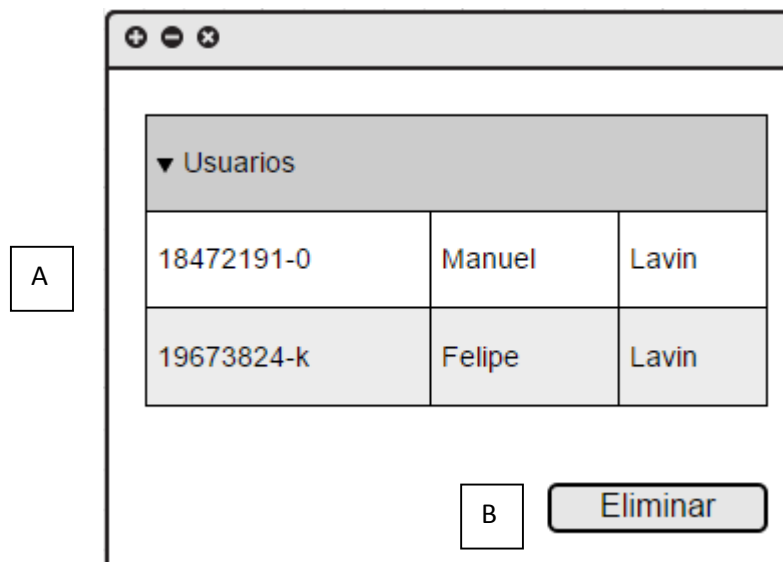 Usuarios
18472191-0 Manuel Lavin
A
19673824-k Felipe Lavin
B Eliminar